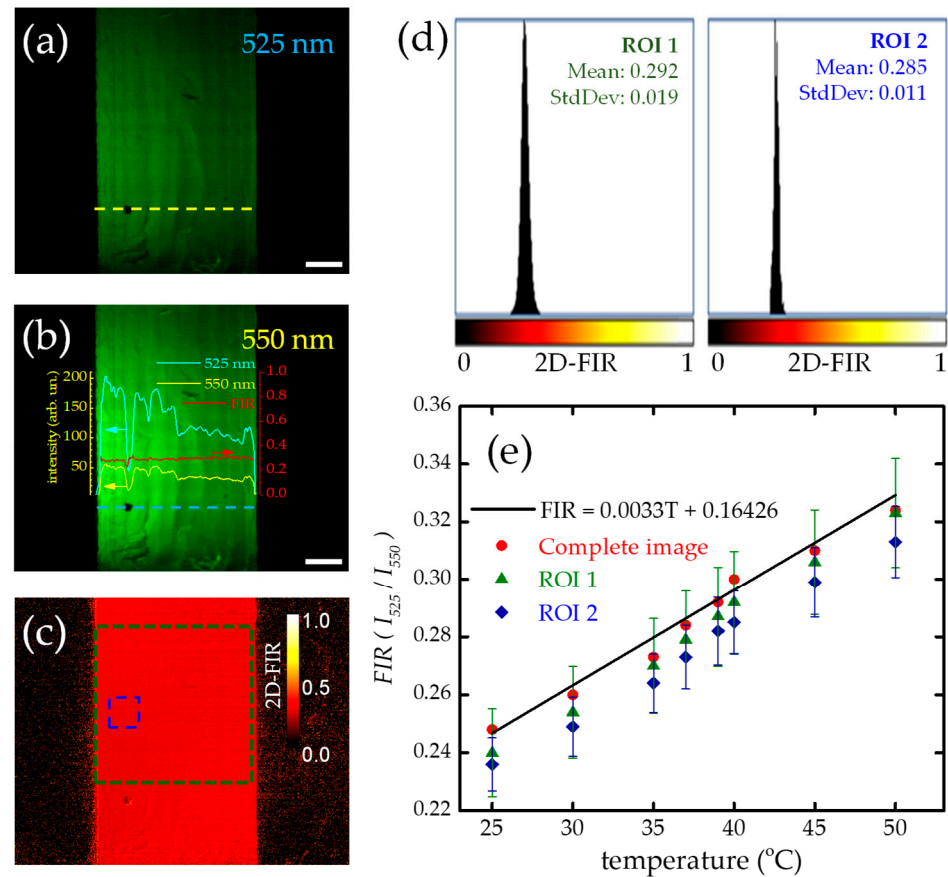 (a)
525 nm
(b)
550 nm
525 nm
550 nm
FIR
intensity (arb. un.)
200
150
100
50
1.0
0.8
0.6
0.4
0.2
0.0
(c)
2D-FIR
1.0
0.5
0.0
(d)
ROI 1
Mean: 0.292
StdDev: 0.019
0 2D-FIR 1
ROI 2
Mean: 0.285
StdDev: 0.011
0 2D-FIR 1
(e)
FIR = 0.0033T + 0.16426
Complete image
ROI 1
ROI 2
FIR ( I525 / I550 )
0.36
0.34
0.32
0.30
0.28
0.26
0.24
0.22
25 30 35 40 45 50
temperature (°C)